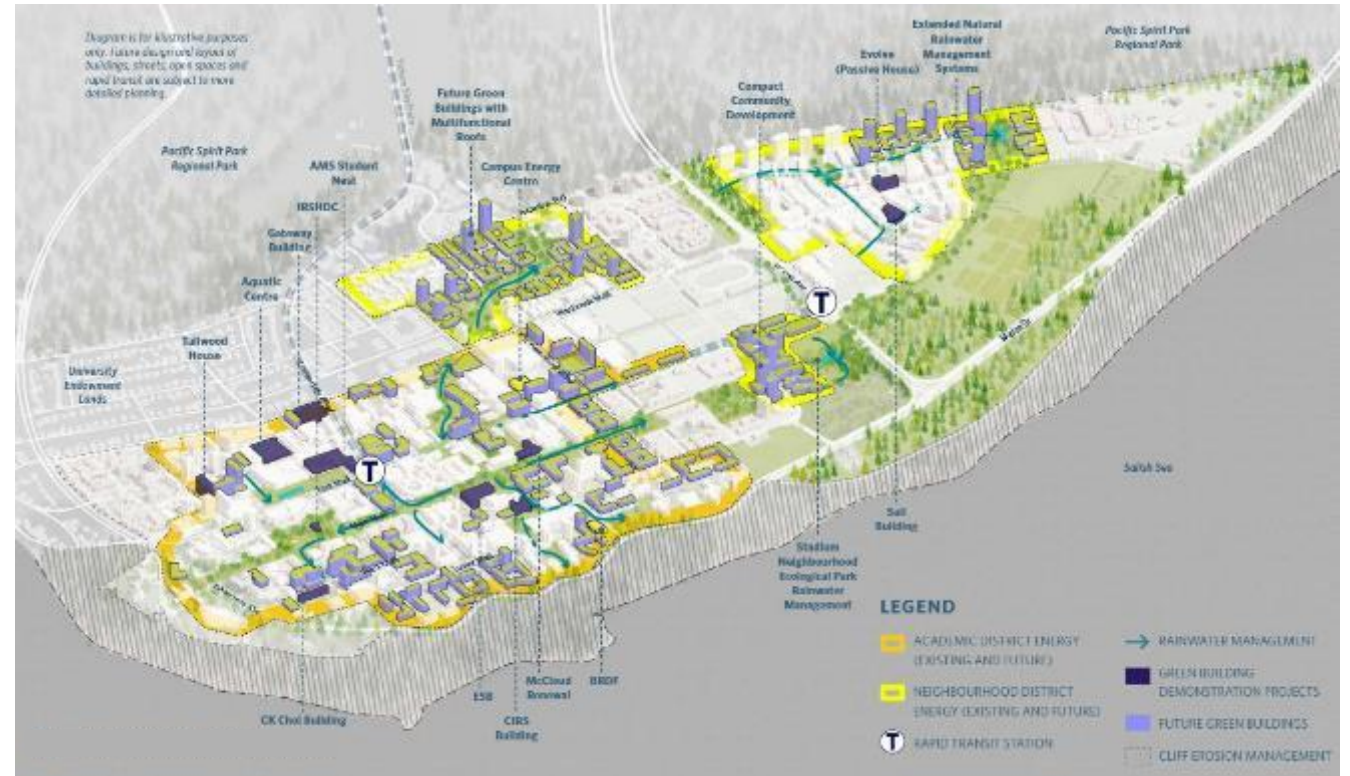 Diagram is for illustrative purposes
only. Future design and layout of
buildings, streets, open spaces and
rapid transit are subject to more
detailed planning.
Pacific Spirit Park
Regional Park
Future Green
Buildings with
Multifunctional
Roofs
Compact
Community
Development
Evolve
(Passive House)
Extended Natural
Rainwater
Management
Systems
Pacific Spirit Park
Regional Park
AMS Student
Nest
Campus Energy
Centre
IRSHDC
Gateway
Building
Aquatic
Centre
Tallwood
House
University
Endowment
Lands
Wesbrook Mall
Marine Dr
T
T
Salish Sea
Sail
Building
Stadium
Neighbourhood
Ecological Park
Rainwater
Management
CK Choi Building
ESB
CIRS
Building
McCloud
Renewal
BRDF
LEGEND
ACADEMIC DISTRICT ENERGY
(EXISTING AND FUTURE)
NEIGHBOURHOOD DISTRICT
ENERGY (EXISTING AND FUTURE)
T RAPID TRANSIT STATION
RAINWATER MANAGEMENT
GREEN BUILDING
DEMONSTRATION PROJECTS
FUTURE GREEN BUILDINGS
CLIFF EROSION MANAGEMENT